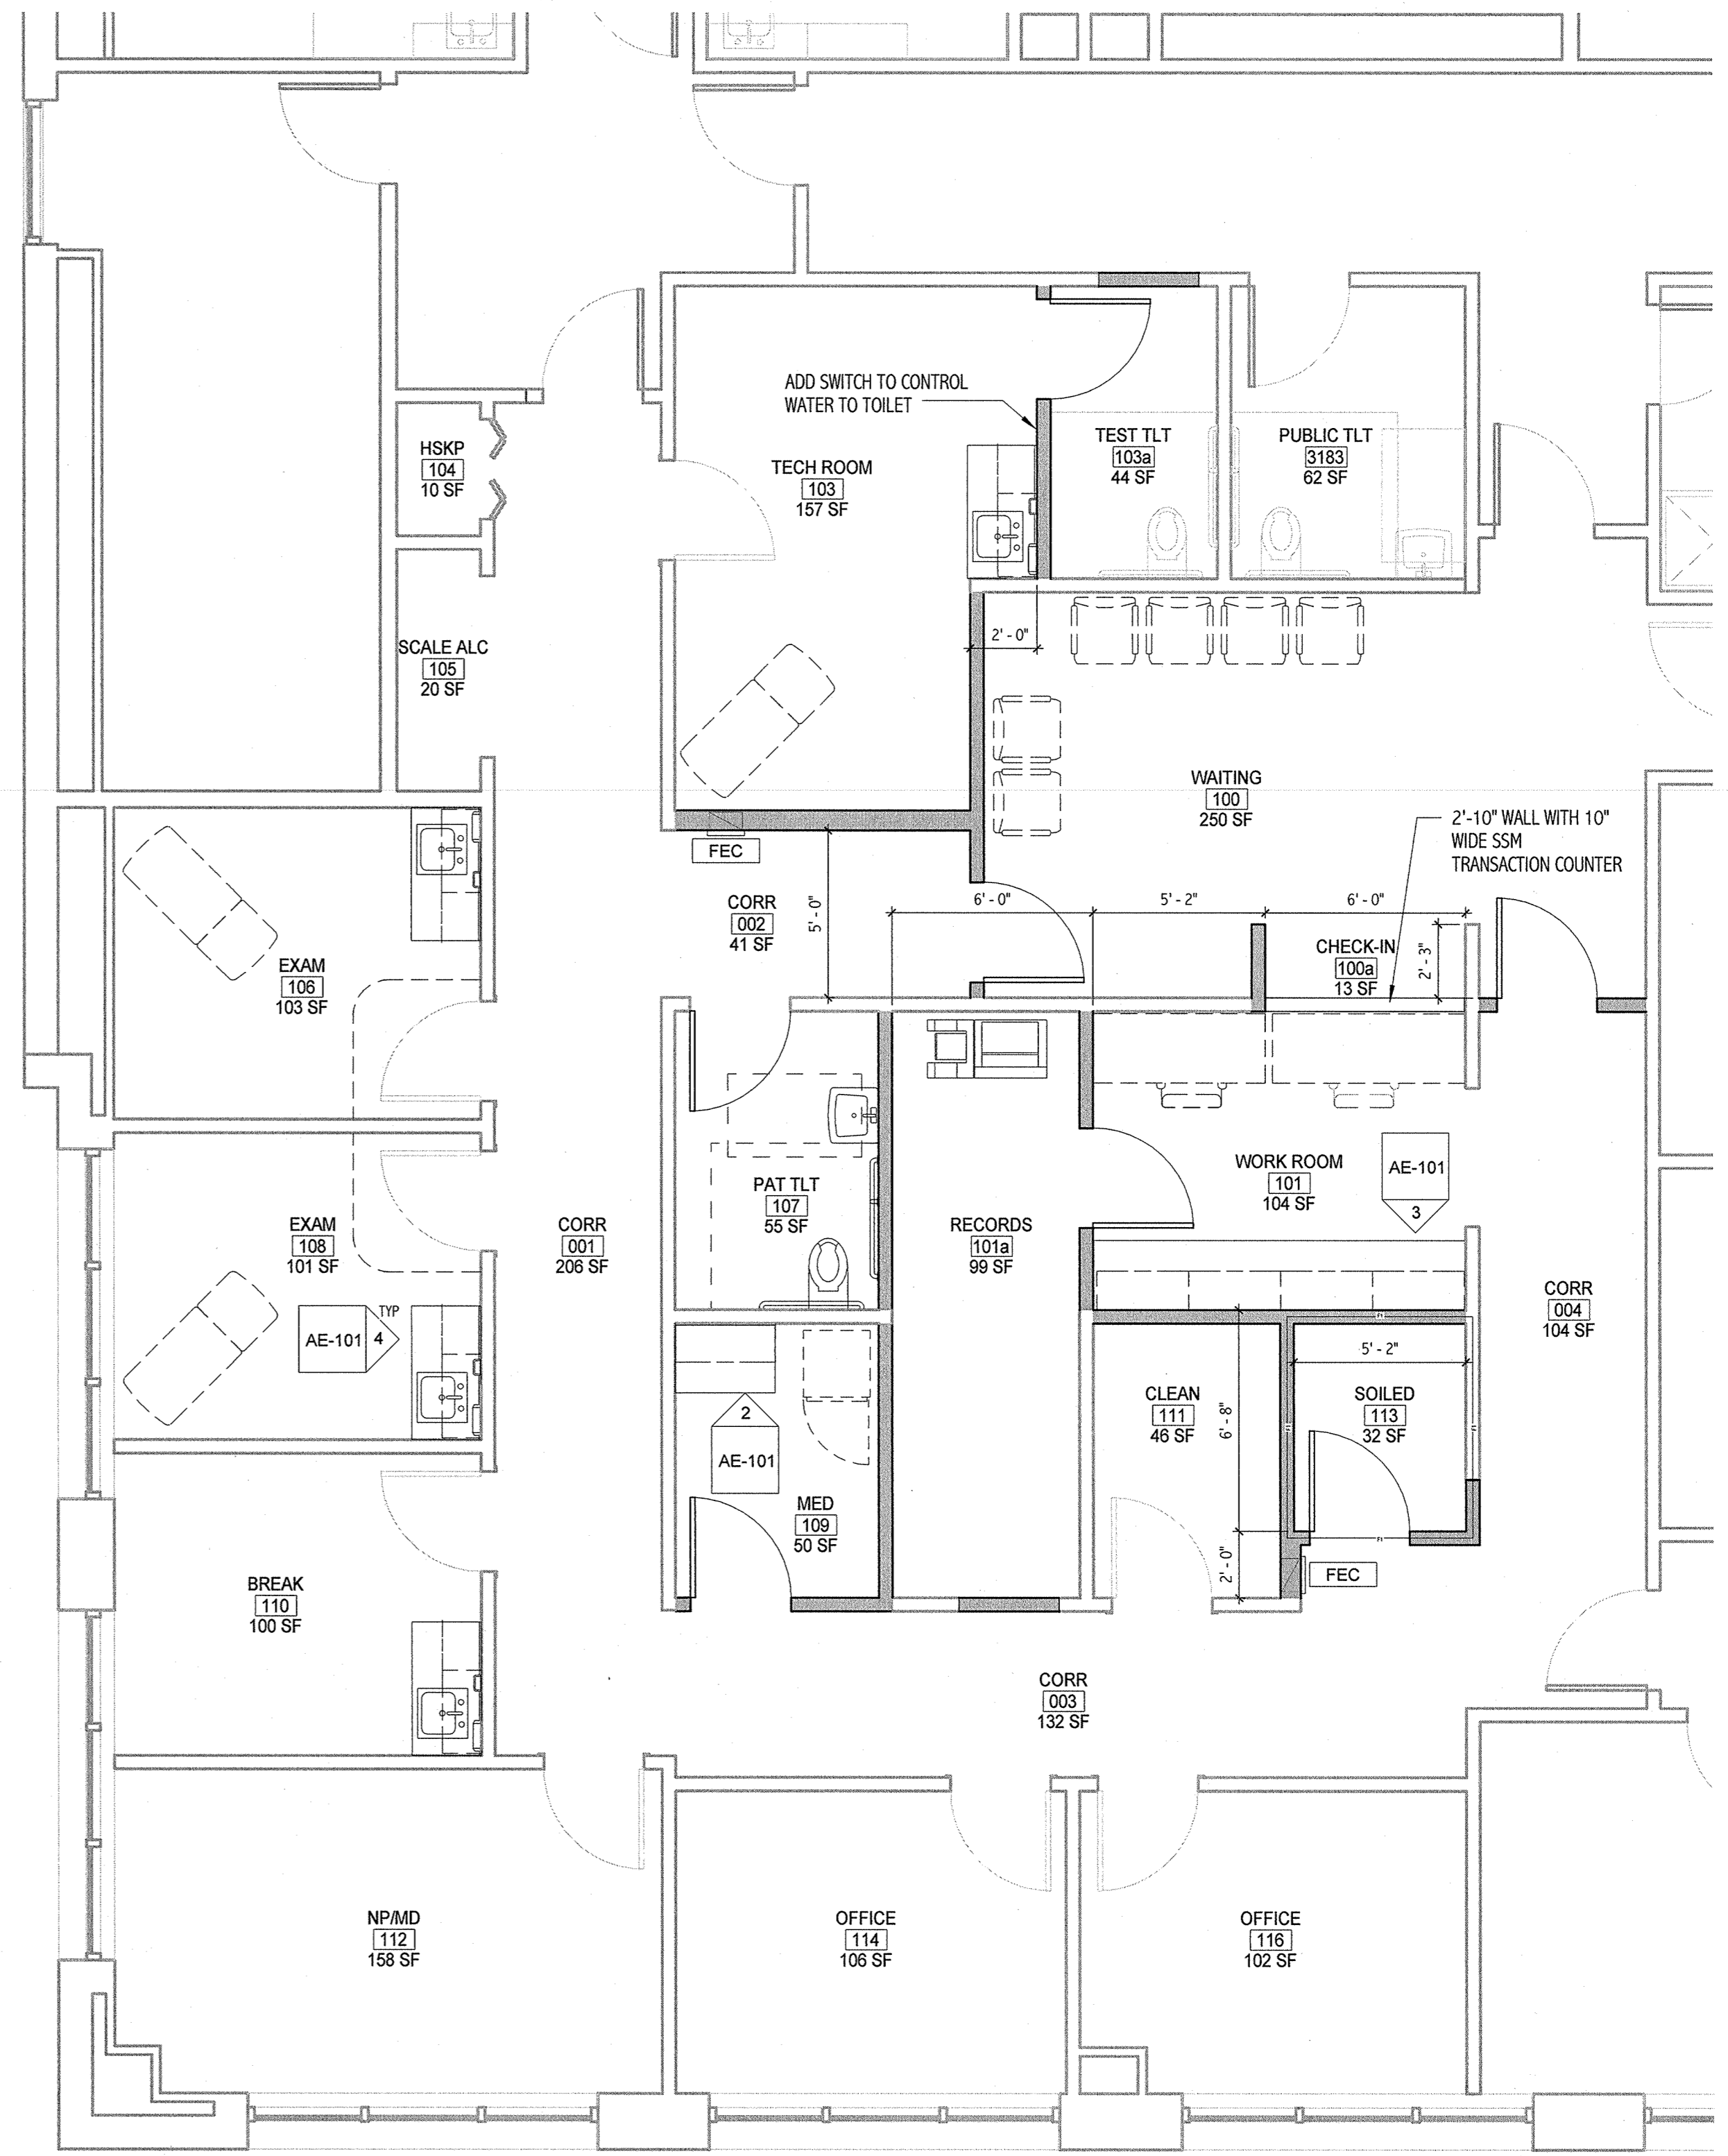 ADD SWITCH TO CONTROL
WATER TO TOILET
HSKP
104
10 SF
TECH ROOM
103
157 SF
TEST TLT
103a
44 SF
PUBLIC TLT
3183
62 SF
2' - 0"
SCALE ALC
105
20 SF
WAITING
100
250 SF
2'-10" WALL WITH 10"
WIDE SSM
TRANSACTION COUNTER
FEC
CORR
002
41 SF
5' - 0"
6' - 0"
5' - 2"
6' - 0"
CHECK-IN
100a
13 SF
2' - 3"
EXAM
106
103 SF
EXAM
108
101 SF
TYP
AE-101
4
CORR
001
206 SF
PAT TLT
107
55 SF
RECORDS
101a
99 SF
WORK ROOM
101
104 SF
AE-101
3
CORR
004
104 SF
2
AE-101
MED
109
50 SF
CLEAN
111
46 SF
6' - 8"
2' - 0"
5' - 2"
SOILED
113
32 SF
FEC
BREAK
110
100 SF
CORR
003
132 SF
NP/MD
112
158 SF
OFFICE
114
106 SF
OFFICE
116
102 SF